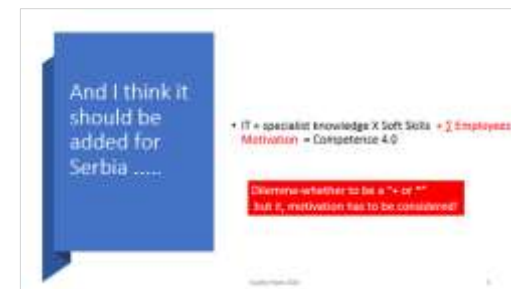 And I think it
should be
added for
Serbia .....
• IT + specialist knowledge X Soft Skills + ∑ Employees
Motivation = Competence 4.0
Dilemma-whether to be a "+ or *"
but it, motivation has to be considered!